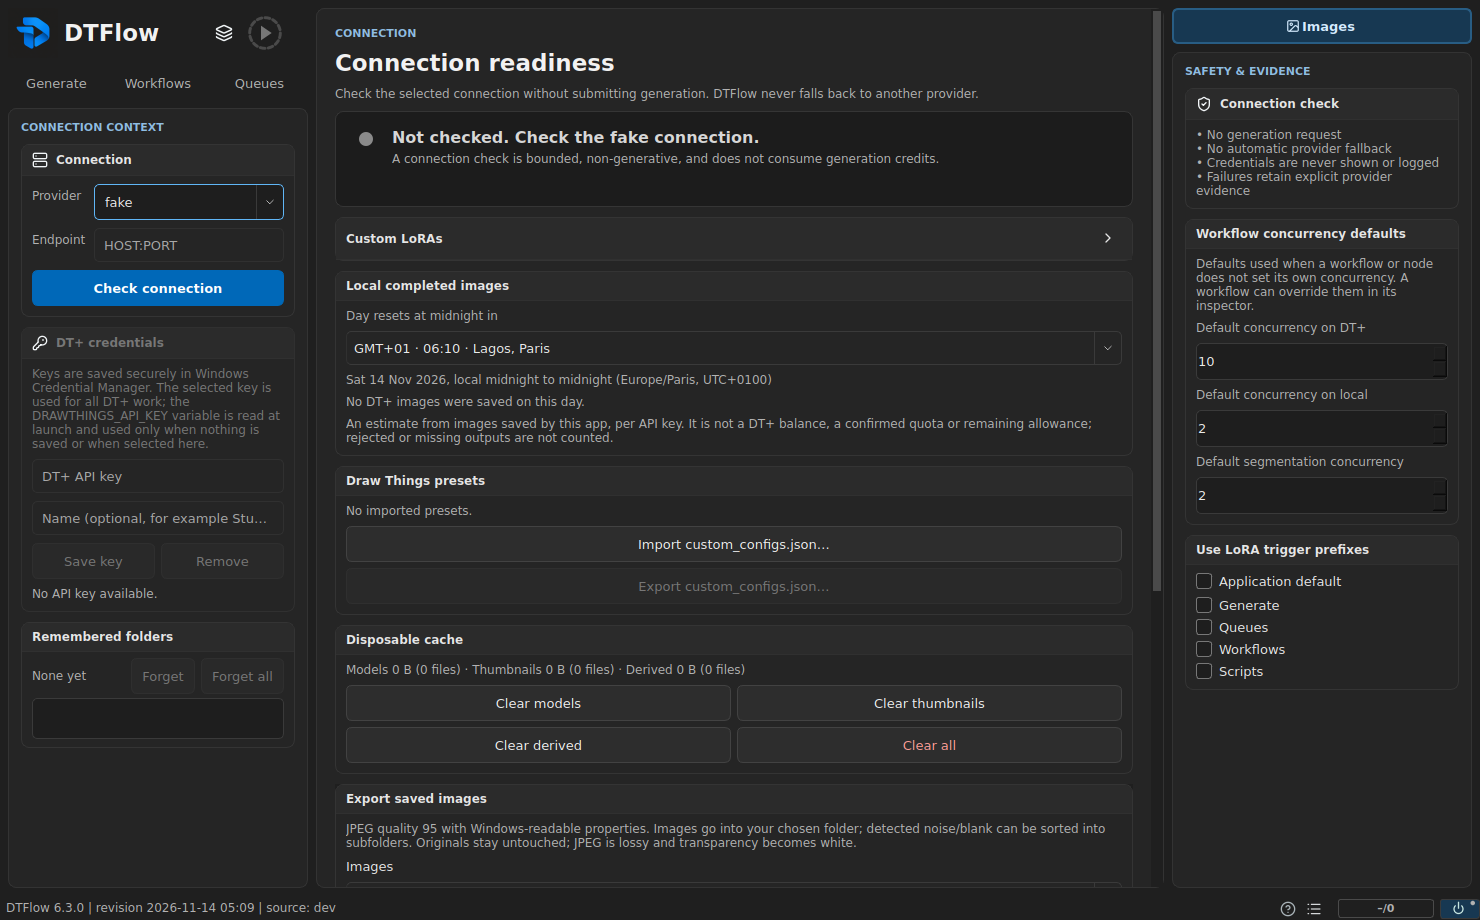 DTFlow
Generate
Workflows
Queues
CONNECTION CONTEXT
Connection
Provider
fake
Endpoint
HOST:PORT
Check connection
DT+ credentials
Keys are saved securely in Windows
Credential Manager. The selected key is
used for all DT+ work; the
DRAWTHINGS_API_KEY variable is read at
launch and used only when nothing is
saved or when selected here.
DT+ API key
Name (optional, for example Stu...
Save key
Remove
No API key available.
Remembered folders
None yet
Forget
Forget all
CONNECTION
Connection readiness
Check the selected connection without submitting generation. DTFlow never falls back to another provider.
Not checked. Check the fake connection.
A connection check is bounded, non-generative, and does not consume generation credits.
Custom LoRAs
Local completed images
Day resets at midnight in
GMT+01 · 06:10 · Lagos, Paris
Sat 14 Nov 2026, local midnight to midnight (Europe/Paris, UTC+0100)
No DT+ images were saved on this day.
An estimate from images saved by this app, per API key. It is not a DT+ balance, a confirmed quota or remaining allowance;
rejected or missing outputs are not counted.
Draw Things presets
No imported presets.
Import custom_configs.json...
Export custom_configs.json...
Disposable cache
Models 0 B (0 files) · Thumbnails 0 B (0 files) · Derived 0 B (0 files)
Clear models
Clear thumbnails
Clear derived
Clear all
Export saved images
JPEG quality 95 with Windows-readable properties. Images go into your chosen folder; detected noise/blank can be sorted into
subfolders. Originals stay untouched; JPEG is lossy and transparency becomes white.
Images
Images
SAFETY & EVIDENCE
Connection check
• No generation request
• No automatic provider fallback
• Credentials are never shown or logged
• Failures retain explicit provider
evidence
Workflow concurrency defaults
Defaults used when a workflow or node
does not set its own concurrency. A
workflow can override them in its
inspector.
Default concurrency on DT+
10
Default concurrency on local
2
Default segmentation concurrency
2
Use LoRA trigger prefixes
Application default
Generate
Queues
Workflows
Scripts
DTFlow 6.3.0 | revision 2026-11-14 05:09 | source: dev
–/0